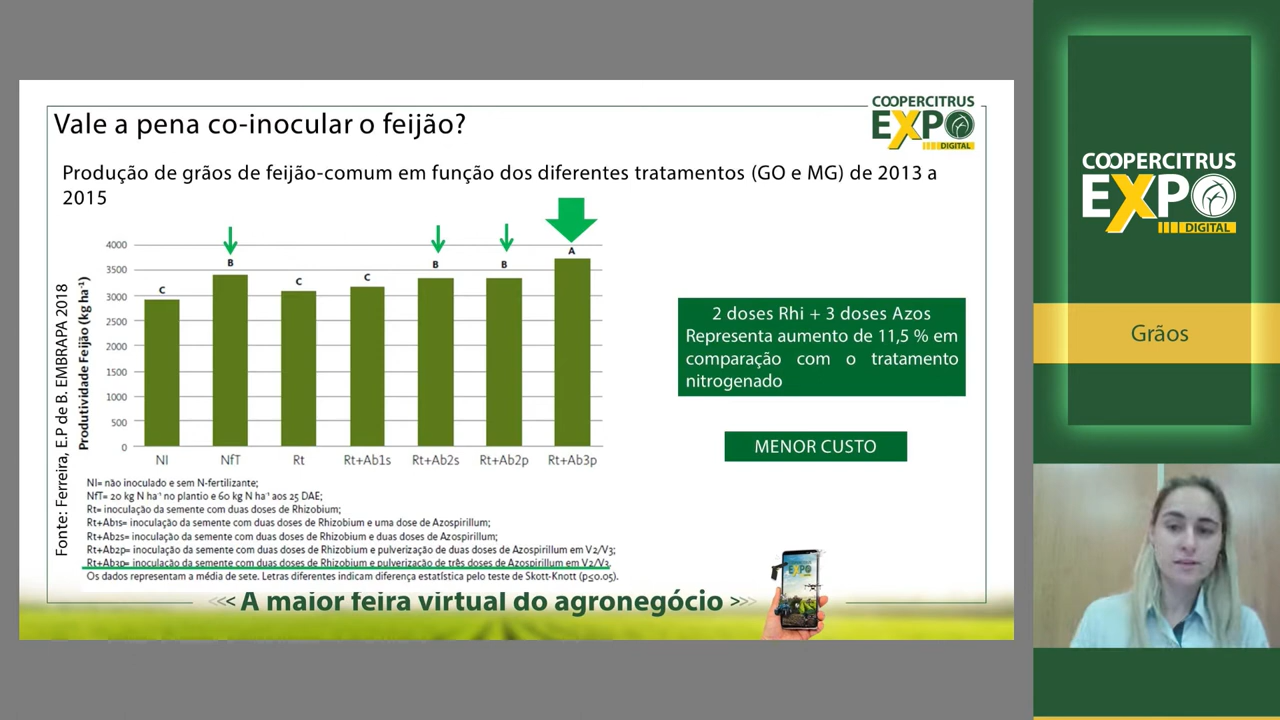 Vale a pena co-inocular o feijão?
COOPERCITRUS
EXPO
DIGITAL
Produção de grãos de feijão-comum em função dos diferentes tratamentos (GO e MG) de 2013 a
2015
Fonte: Ferreira, E.P de B. EMBRAPA 2018
Produtividade Feijão (kg ha⁻¹)
4000
3500
3000
2500
2000
1500
1000
500
0
C
B
C
C
B
B
A
NI
NfT
Rt
Rt+Ab1s
Rt+Ab2s
Rt+Ab2p
Rt+Ab3p
NI= não inoculado e sem N-fertilizante;
NfT= 20 kg N ha⁻¹ no plantio e 60 kg N ha⁻¹ aos 25 DAE;
Rt= inoculação da semente com duas doses de Rhizobium;
Rt+Ab1s= inoculação da semente com duas doses de Rhizobium e uma dose de Azospirillum;
Rt+Ab2s= inoculação da semente com duas doses de Rhizobium e duas doses de Azospirillum;
Rt+Ab2p= inoculação da semente com duas doses de Rhizobium e pulverização de duas doses de Azospirillum em V2/V3;
Rt+Ab3p= inoculação da semente com duas doses de Rhizobium e pulverização de três doses de Azospirillum em V2/V3.
Os dados representam a média de sete. Letras diferentes indicam diferença estatística pelo teste de Skott-Knott (p≤0.05).
2 doses Rhi + 3 doses Azos
Representa aumento de 11,5 % em
comparação com o tratamento
nitrogenado
MENOR CUSTO
<< A maior feira virtual do agronegócio >>
EXPO
COOPERCITRUS
EXPO
DIGITAL
Grãos